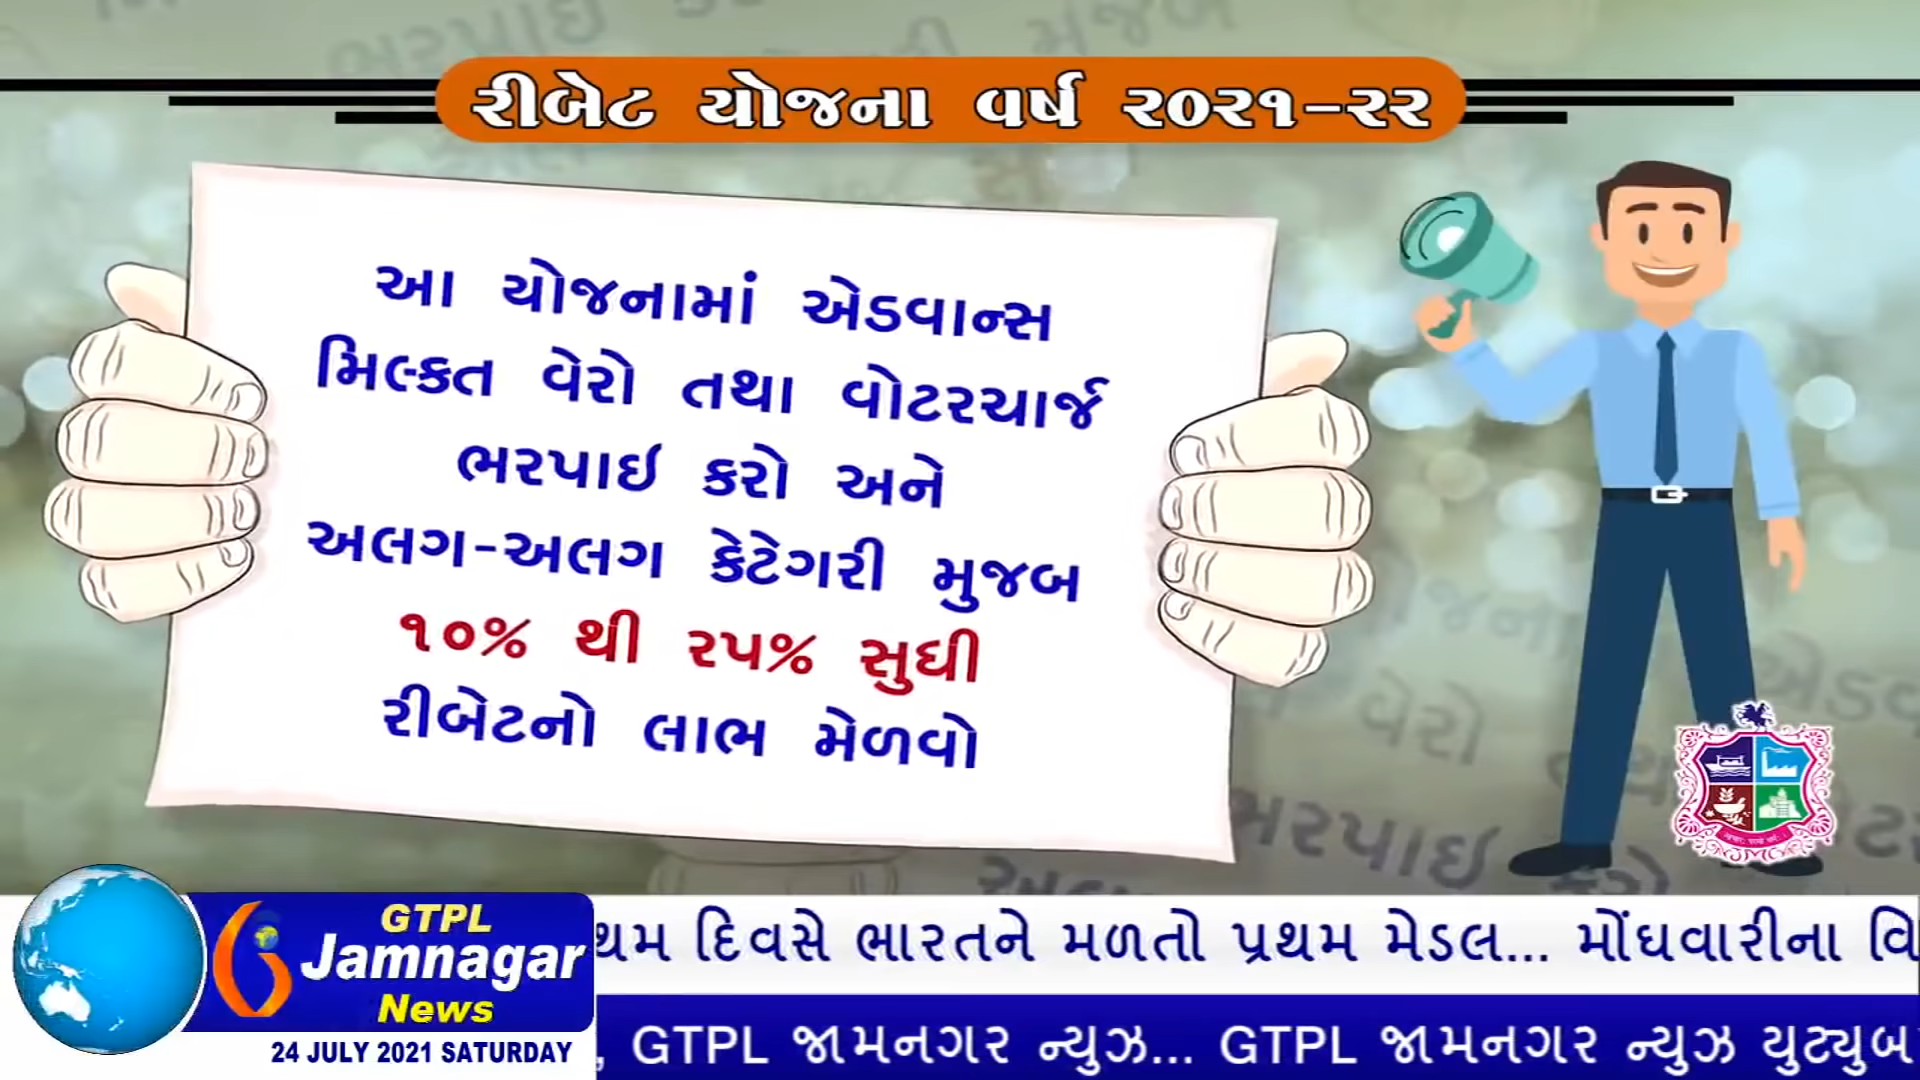 રીબેટ યોજના વર્ષ ૨૦૨૧-૨૨
આ યોજનામાં એડવાન્સ
મિલ્કત વેરો તથા વોટરચાર્જ
ભરપાઇ કરો અને
અલગ-અલગ કેટેગરી મુજબ
૧૦% થી ૨૫% સુધી
રીબેટનો લાભ મેળવો
GTPL
Jamnagar
News
24 JULY 2021 SATURDAY
થમ દિવસે ભારતને મળતો પ્રથમ મેડલ... મોંઘવારીના વિ
, GTPL જામનગર ન્યુઝ... GTPL જામનગર ન્યુઝ યુટ્યુબ